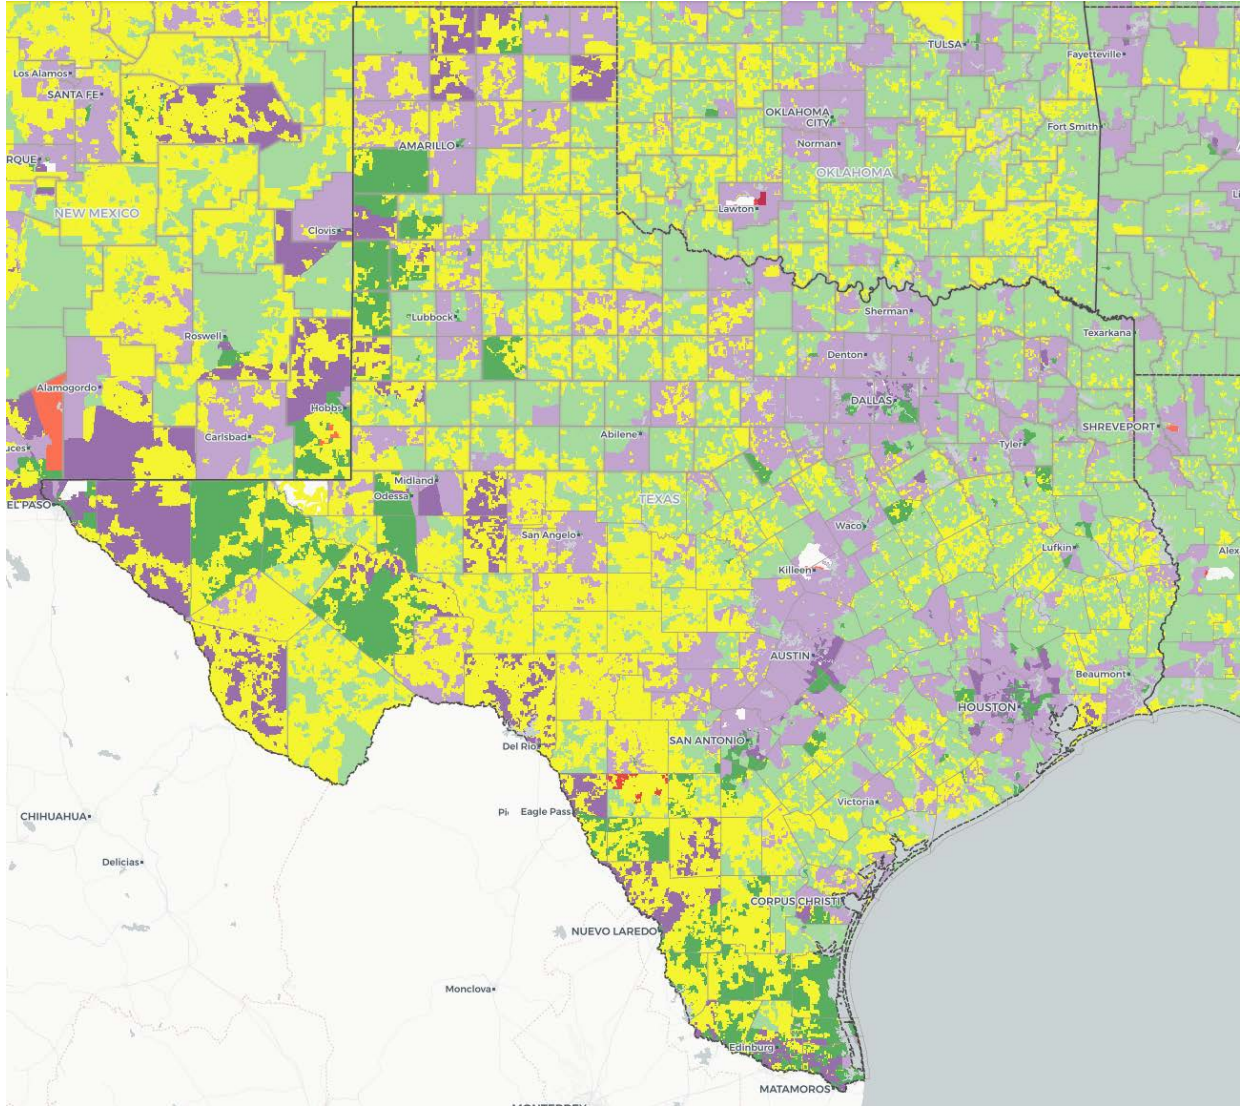 TULSA
Fayetteville
Los Alamos
SANTA FE
OKLAHOMA
CITY
Fort Smith
AMARILLO
Norman
RQUE
OKLAHOMA
Lawton
NEW MEXICO
Clovis
Sherman
Lubbock
Texarkana
Roswell
Denton
Alamogordo
DALLAS
Hobbs
SHREVEPORT
Carlsbad
Abilene
Tyler
uces
Midland
Odessa
TEXAS
EL PASO
Waco
San Angelo
Lufkin
Alex
Killeen
AUSTIN
Beaumont
HOUSTON
SAN ANTONIO
Del Rio
Victoria
Eagle Pass
CHIHUAHUA
Delicias
CORPUS CHRISTI
NUEVO LAREDO
Monclova
Edinburg
MATAMOROS
MONTERREY